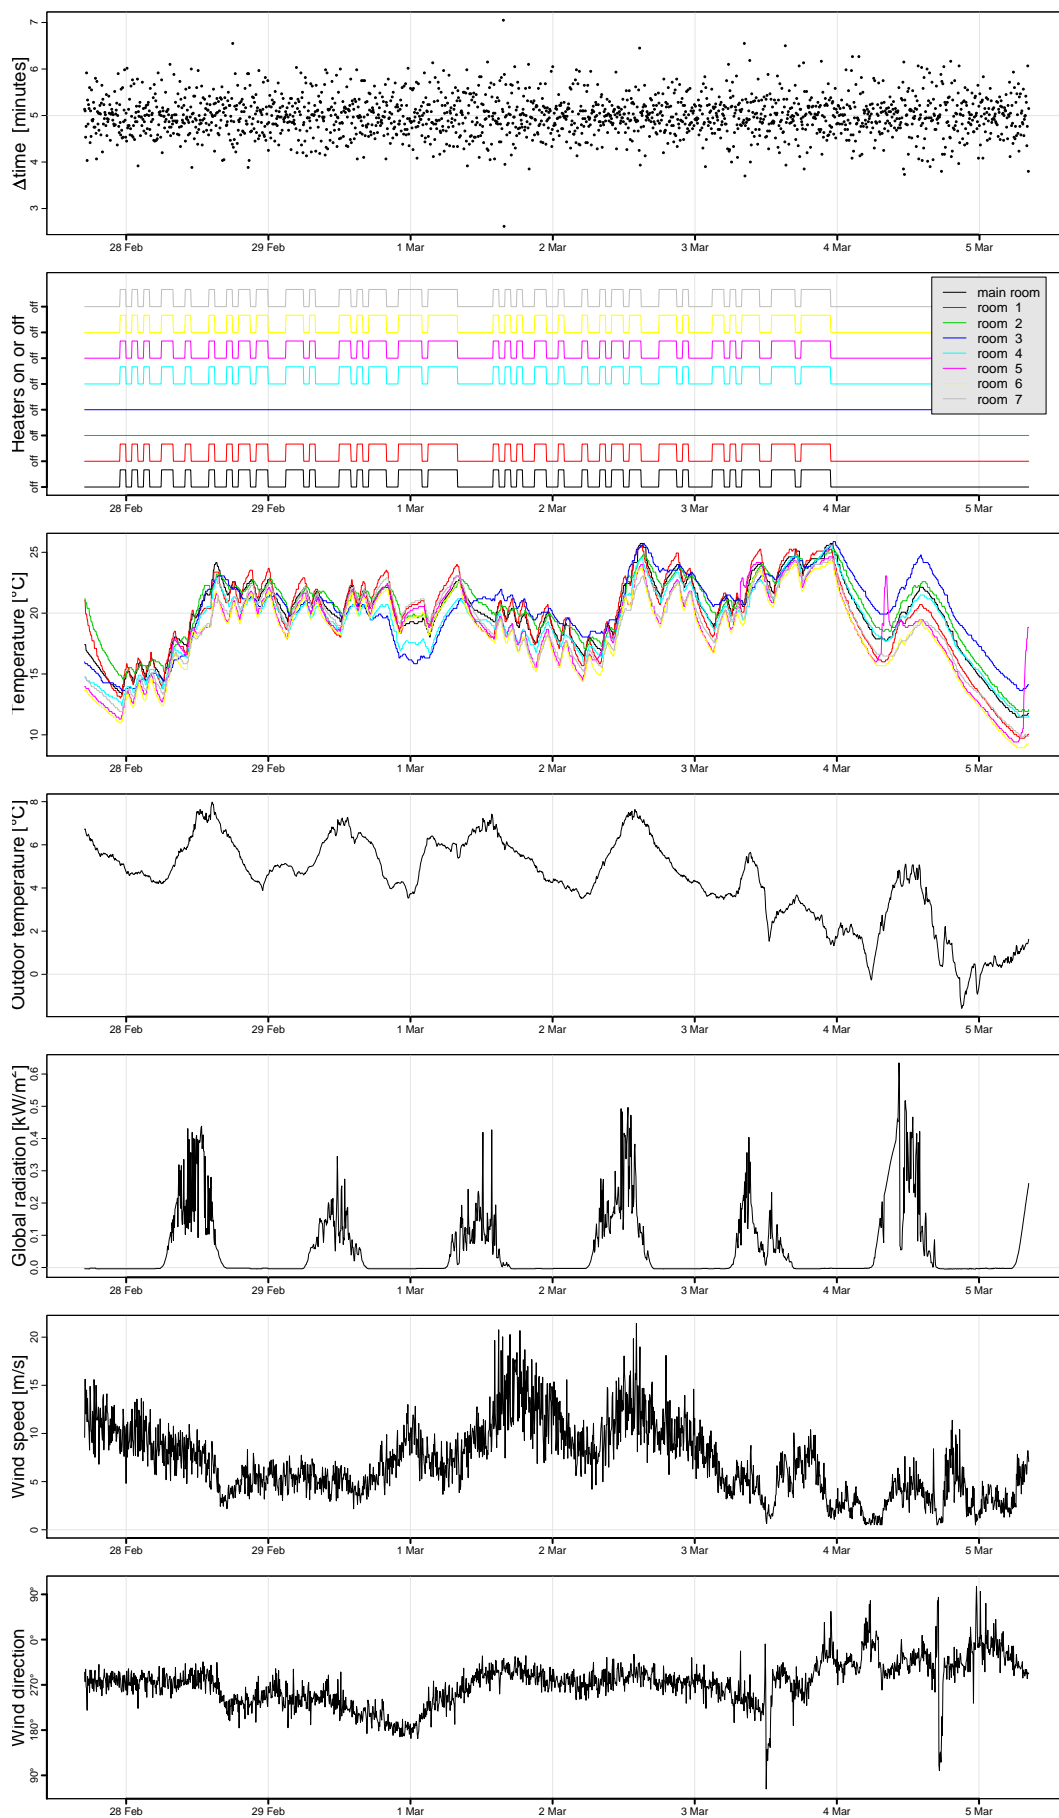 Δtime [minutes]
7
6
5
4
3
28 Feb 29 Feb 1 Mar 2 Mar 3 Mar 4 Mar 5 Mar
Heaters on or off
off
off
off
off
off
off
off
off
main room
room 1
room 2
room 3
room 4
room 5
room 6
room 7
28 Feb 29 Feb 1 Mar 2 Mar 3 Mar 4 Mar 5 Mar
Temperature [°C]
25
20
15
10
28 Feb 29 Feb 1 Mar 2 Mar 3 Mar 4 Mar 5 Mar
Outdoor temperature [°C]
8
6
4
2
0
28 Feb 29 Feb 1 Mar 2 Mar 3 Mar 4 Mar 5 Mar
Global radiation [kW/m²]
0.6
0.5
0.4
0.3
0.2
0.1
0.0
28 Feb 29 Feb 1 Mar 2 Mar 3 Mar 4 Mar 5 Mar
Wind speed [m/s]
20
15
10
5
0
28 Feb 29 Feb 1 Mar 2 Mar 3 Mar 4 Mar 5 Mar
Wind direction
90°
0°
270°
180°
90°
28 Feb 29 Feb 1 Mar 2 Mar 3 Mar 4 Mar 5 Mar